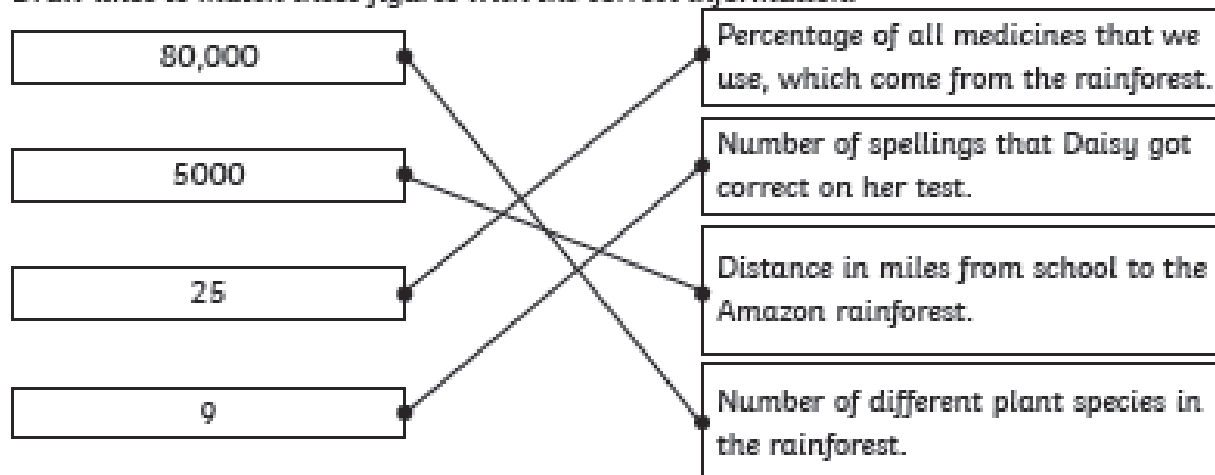 80,000
5000
25
9
Percentage of all medicines that we
use, which come from the rainforest.
Number of spellings that Daisy got
correct on her test.
Distance in miles from school to the
Amazon rainforest.
Number of different plant species in
the rainforest.